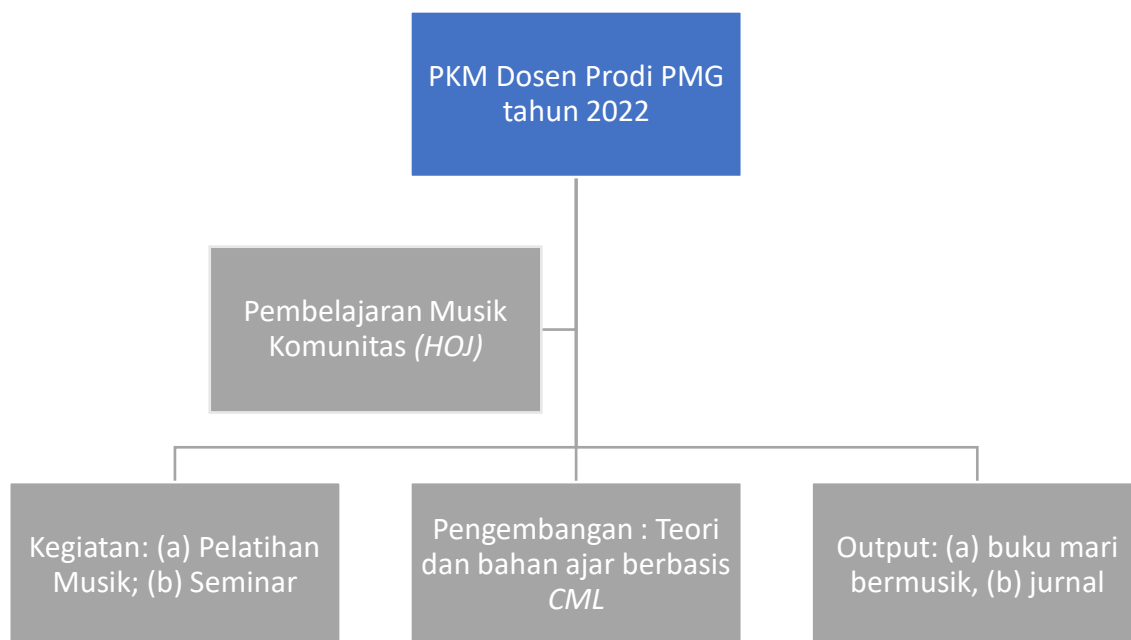 PKM Dosen Prodi PMG
tahun 2022
Pembelajaran Musik
Komunitas (HOJ)
Kegiatan: (a) Pelatihan
Musik; (b) Seminar
Pengembangan : Teori
dan bahan ajar berbasis
CML
Output: (a) buku mari
bermusik, (b) jurnal